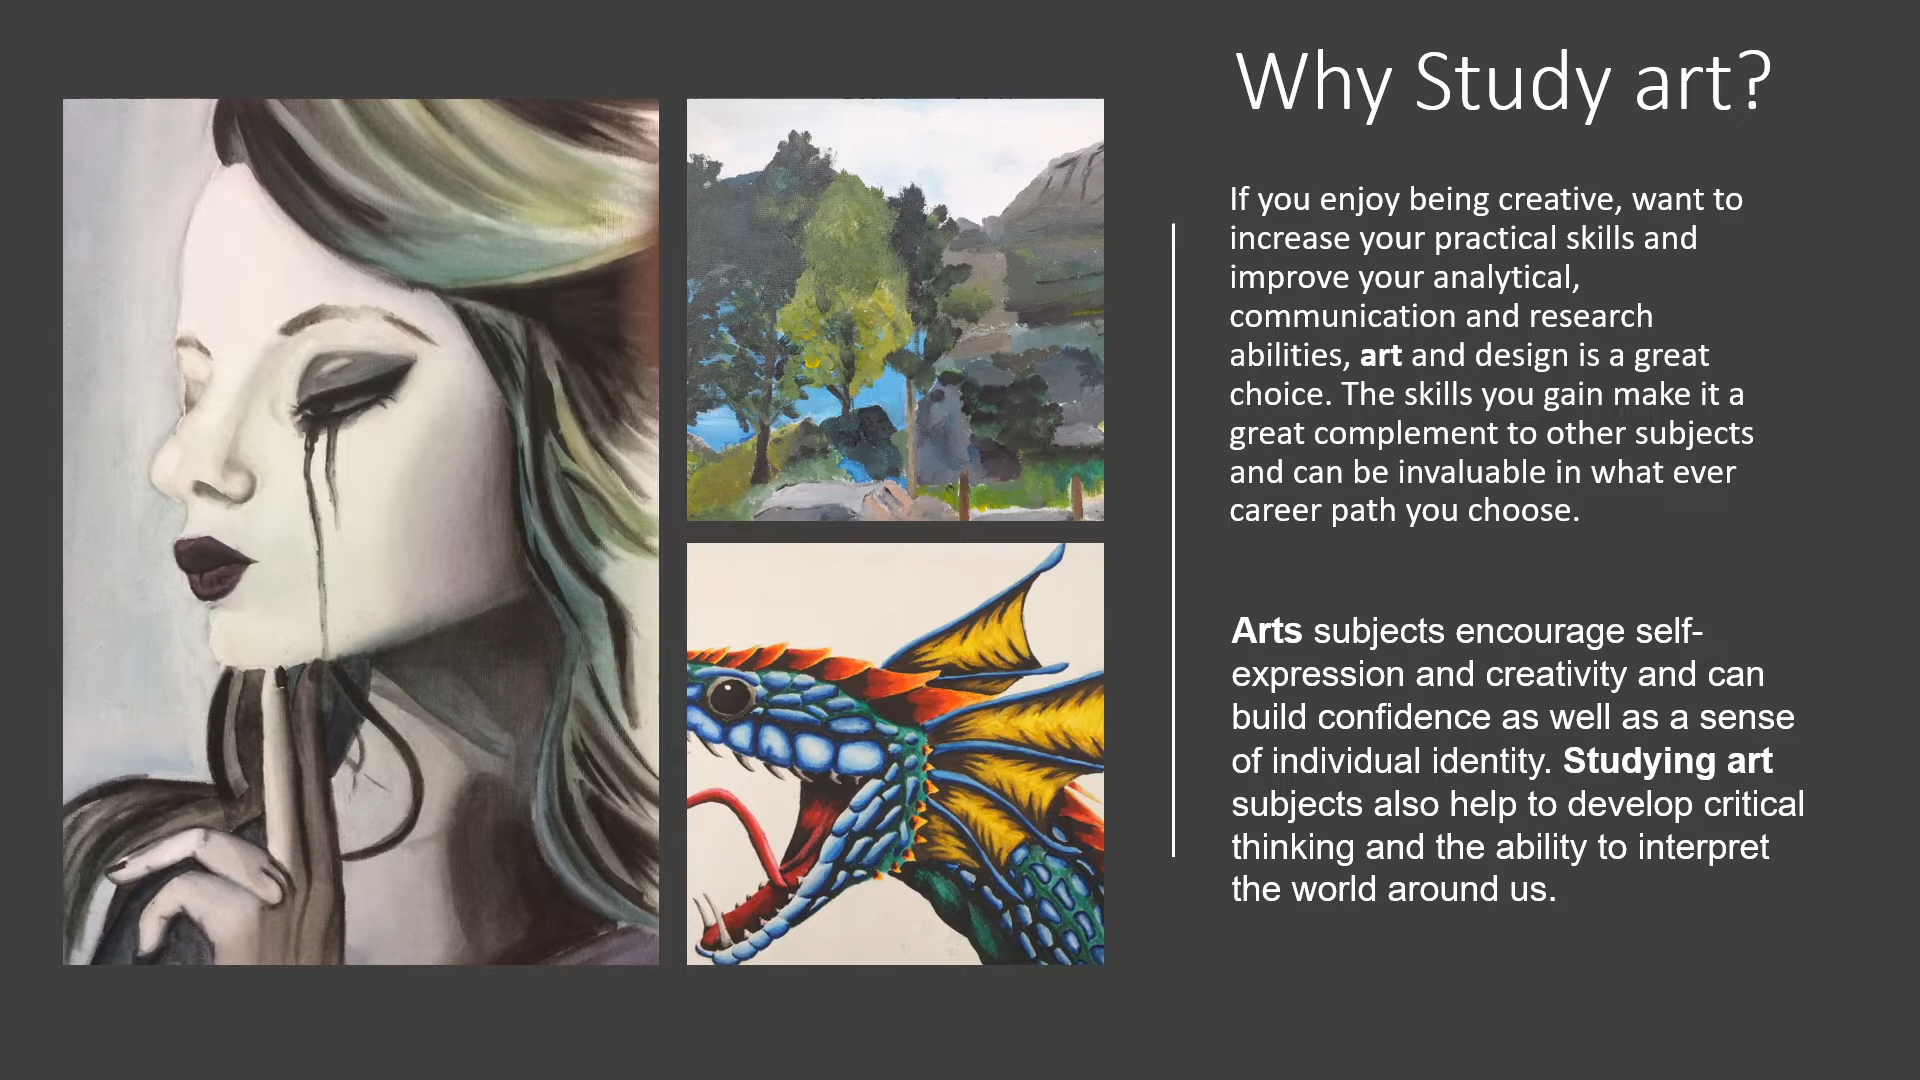 Why Study art?
If you enjoy being creative, want to
increase your practical skills and
improve your analytical,
communication and research
abilities, art and design is a great
choice. The skills you gain make it a
great complement to other subjects
and can be invaluable in what ever
career path you choose.
Arts subjects encourage self-
expression and creativity and can
build confidence as well as a sense
of individual identity. Studying art
subjects also help to develop critical
thinking and the ability to interpret
the world around us.